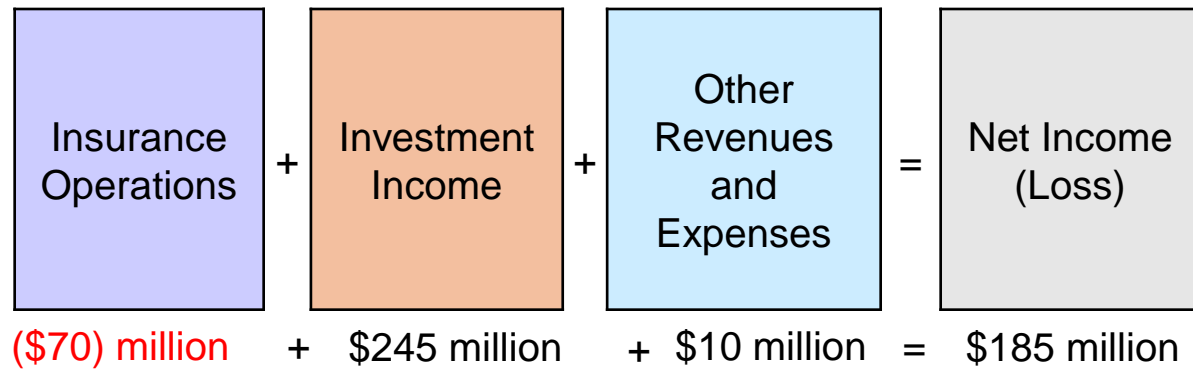 Insurance
Operations
+
Investment
Income
+
Other
Revenues
and
Expenses
=
Net Income
(Loss)
($70) million + $245 million + $10 million = $185 million